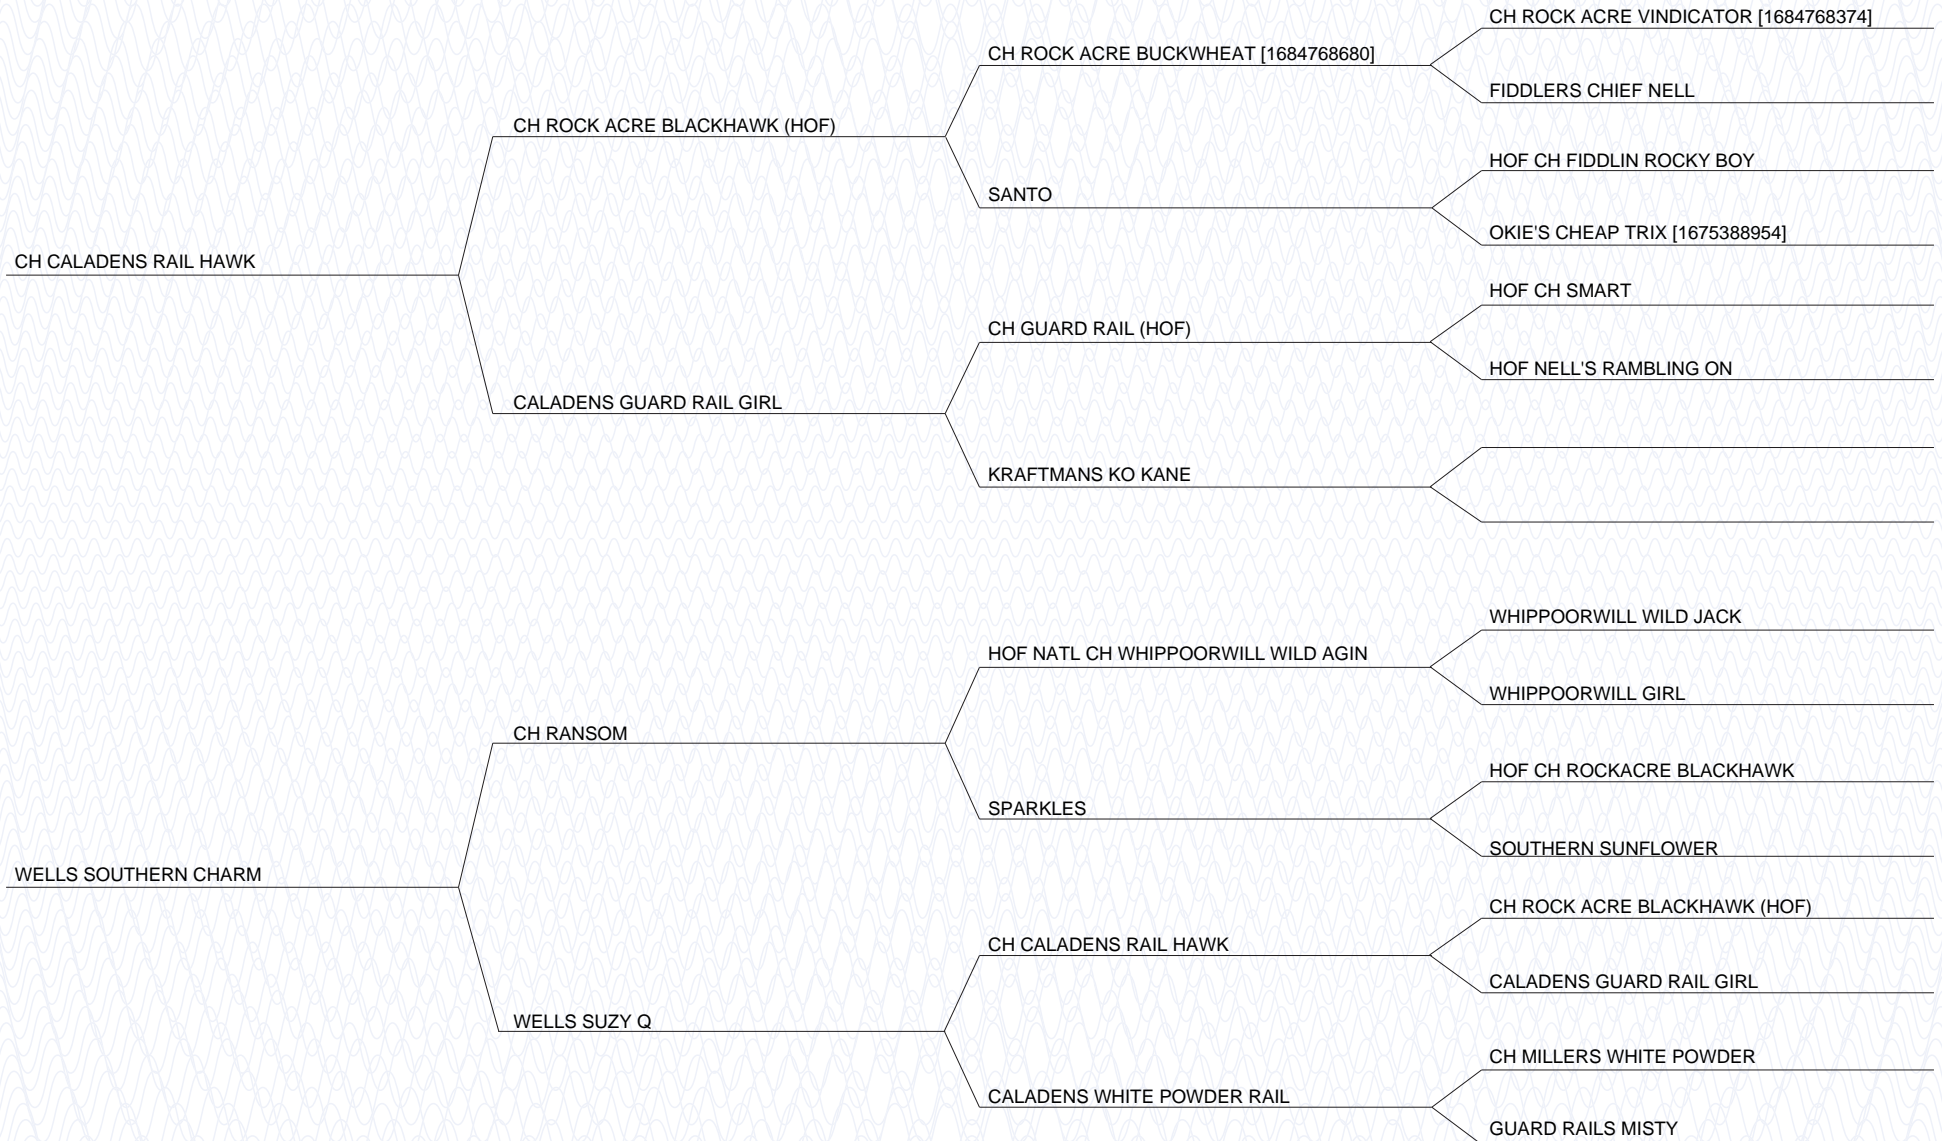 CH ROCK ACRE VINDICATOR [1684768374]
CH ROCK ACRE BUCKWHEAT [1684768680]
FIDDLERS CHIEF NELL
CH ROCK ACRE BLACKHAWK (HOF)
HOF CH FIDDLIN ROCKY BOY
SANTO
OKIE'S CHEAP TRIX [1675388954]
CH CALADENS RAIL HAWK
HOF CH SMART
CH GUARD RAIL (HOF)
HOF NELL'S RAMBLING ON
CALADENS GUARD RAIL GIRL
KRAFTMANS KO KANE
WHIPPOORWILL WILD JACK
HOF NATL CH WHIPPOORWILL WILD AGIN
WHIPPOORWILL GIRL
CH RANSOM
HOF CH ROCKACRE BLACKHAWK
SPARKLES
SOUTHERN SUNFLOWER
WELLS SOUTHERN CHARM
CH ROCK ACRE BLACKHAWK (HOF)
CH CALADENS RAIL HAWK
CALADENS GUARD RAIL GIRL
WELLS SUZY Q
CH MILLERS WHITE POWDER
CALADENS WHITE POWDER RAIL
GUARD RAILS MISTY